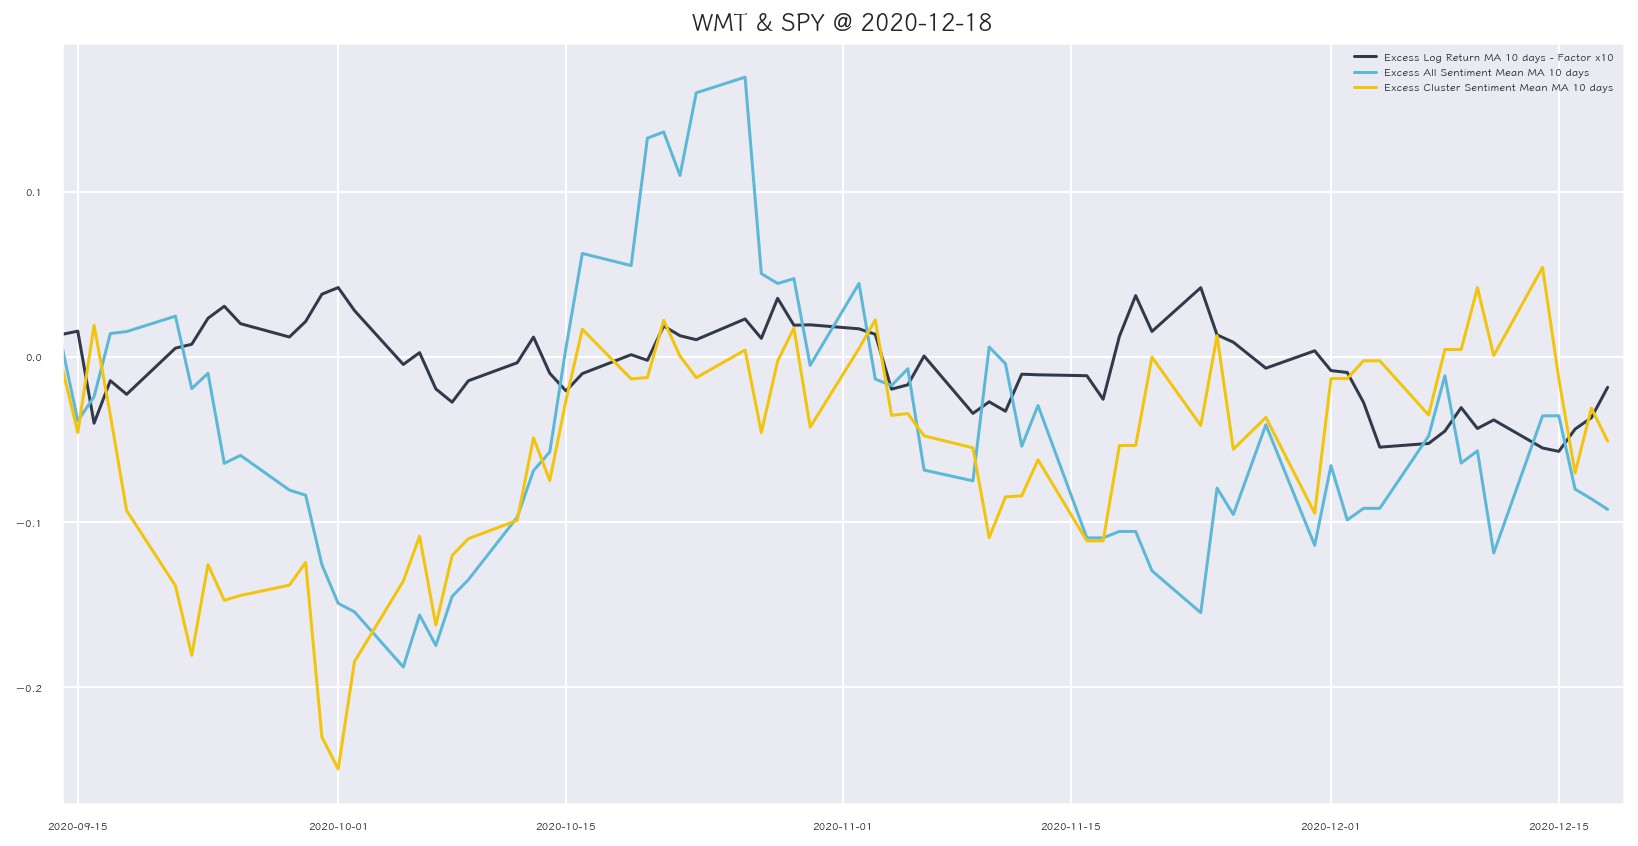 WMT & SPY @ 2020-12-18
Excess Log Return MA 10 days - Factor x10
Excess All Sentiment Mean MA 10 days
Excess Cluster Sentiment Mean MA 10 days
0.1
0.0
−0.1
−0.2
2020-09-15
2020-10-01
2020-10-15
2020-11-01
2020-11-15
2020-12-01
2020-12-15